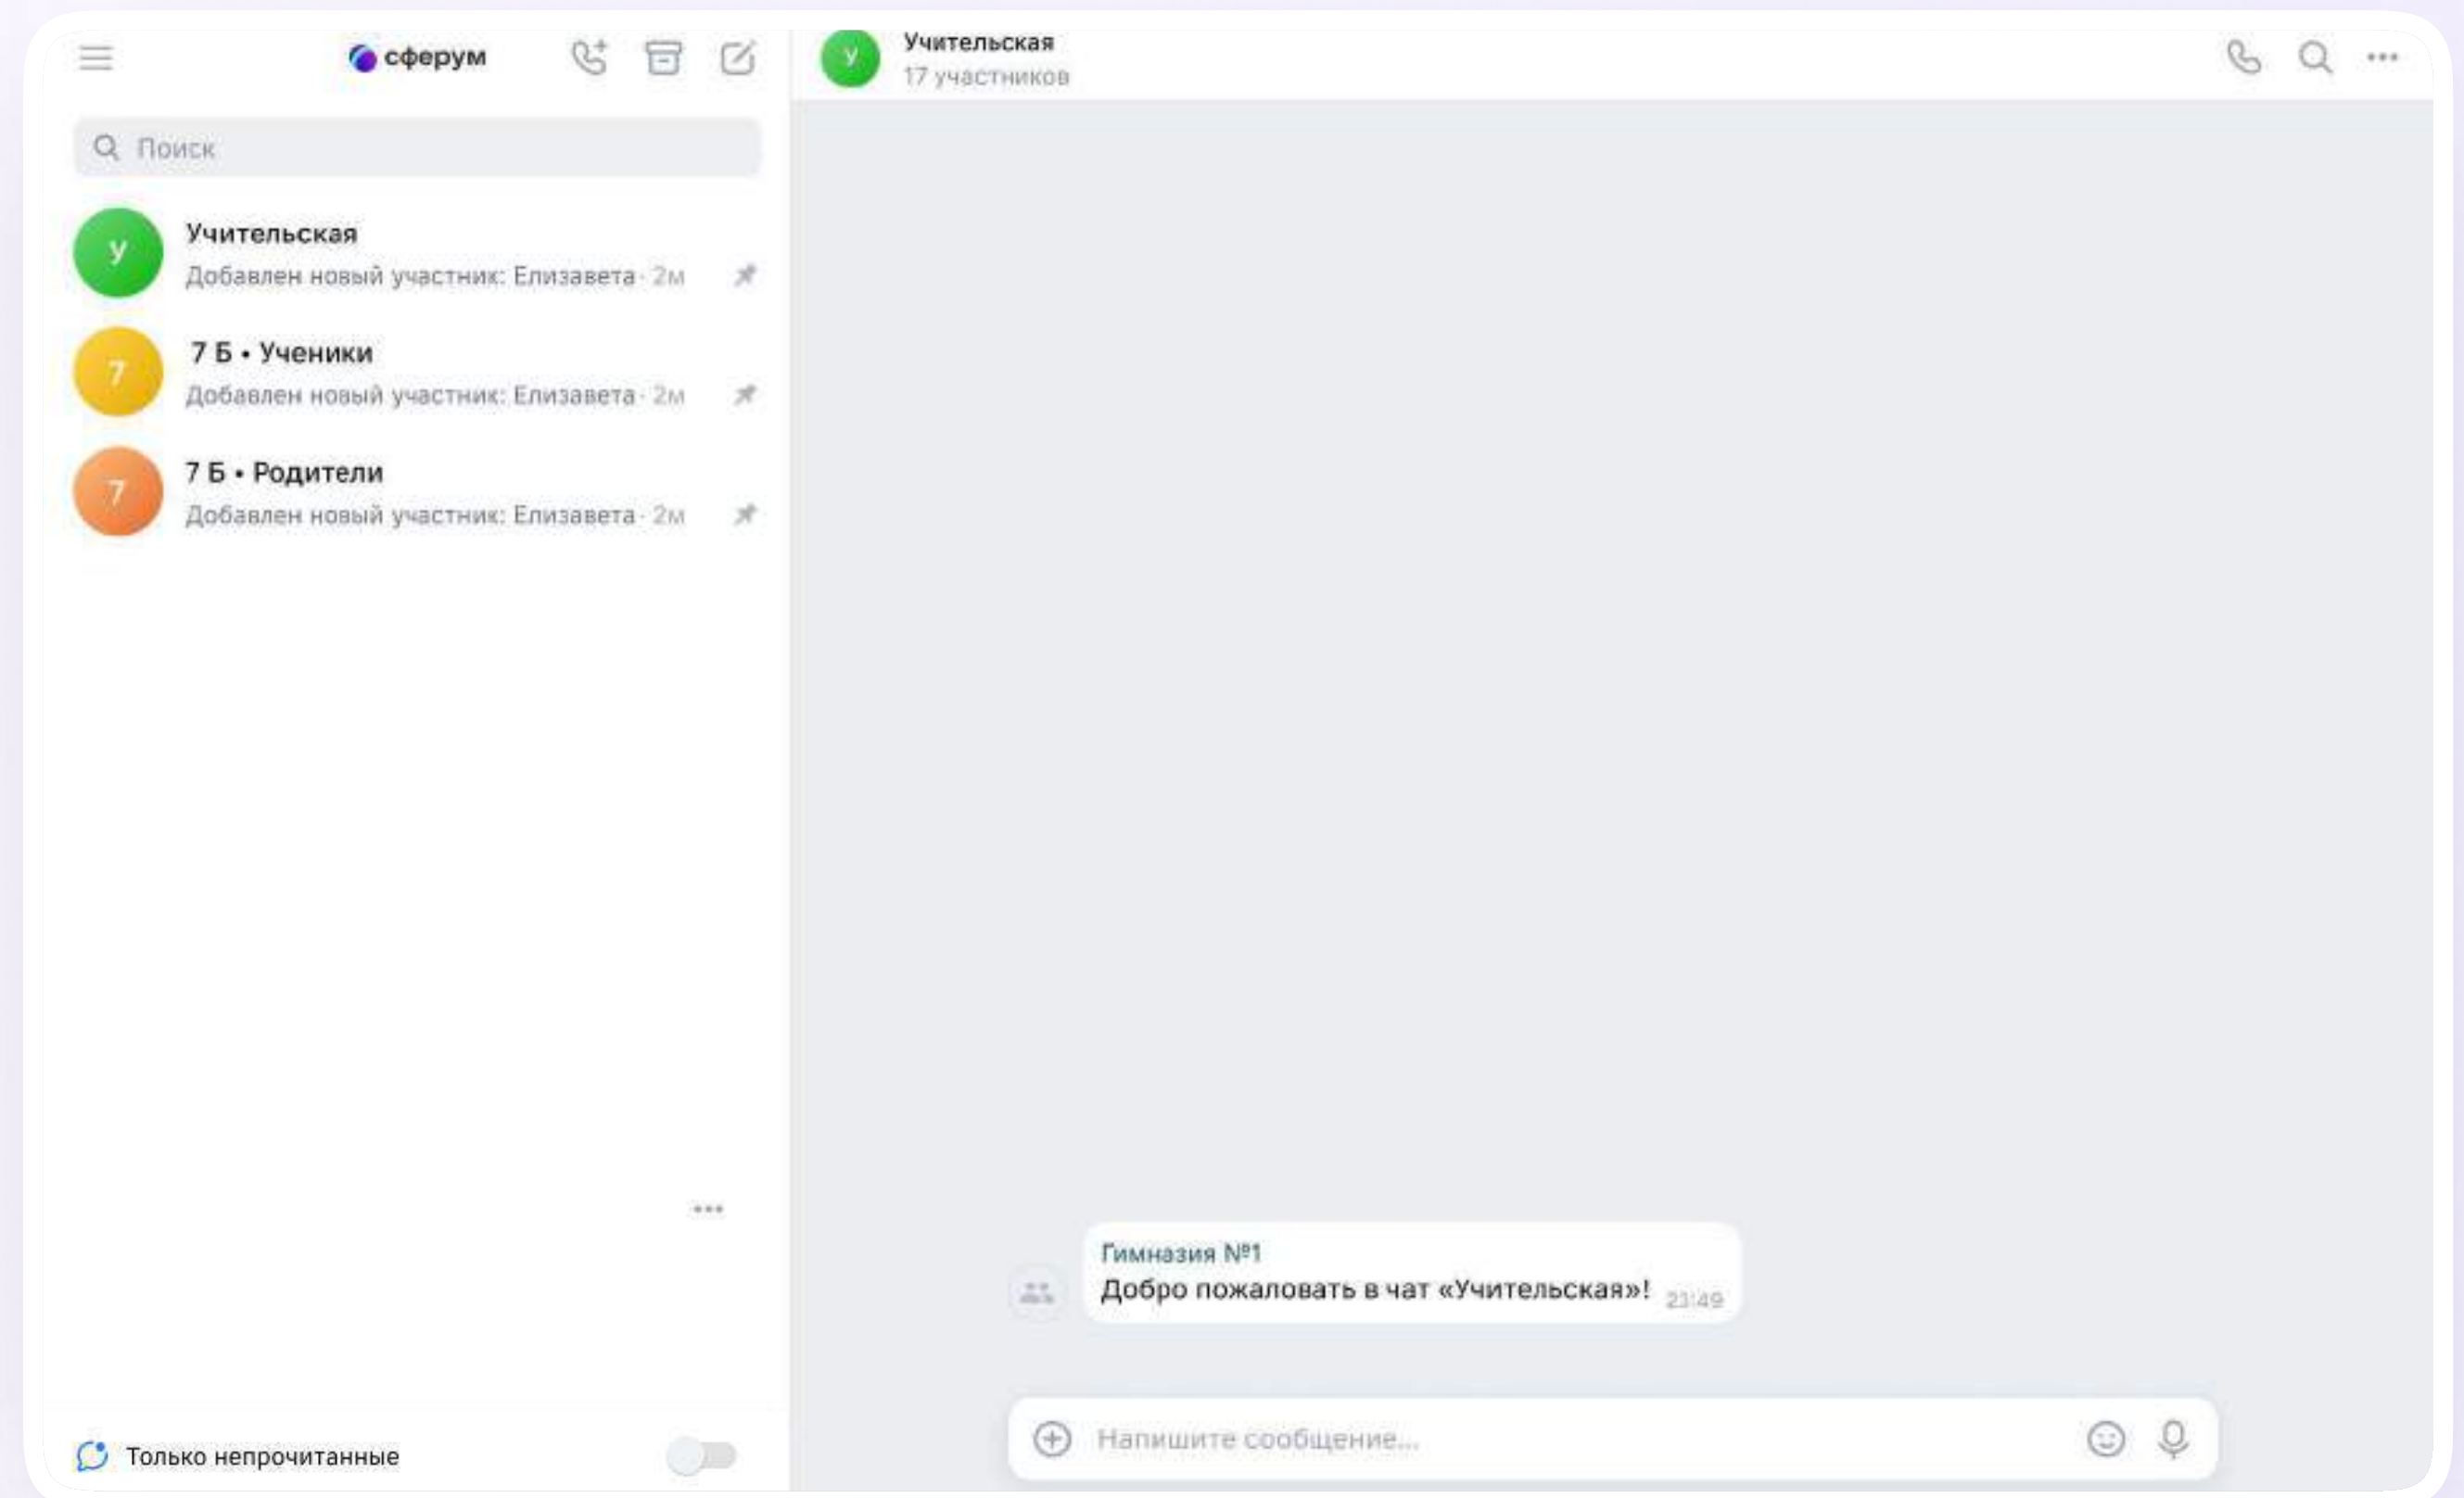 сферум
Поиск
У
Учительская
Добавлен новый участник: Елизавета · 2м
7
7 Б • Ученики
Добавлен новый участник: Елизавета · 2м
7
7 Б • Родители
Добавлен новый участник: Елизавета · 2м
Только непрочитанные
У
Учительская
17 участников
Гимназия №1
Добро пожаловать в чат «Учительская»! 23:49
Напишите сообщение...